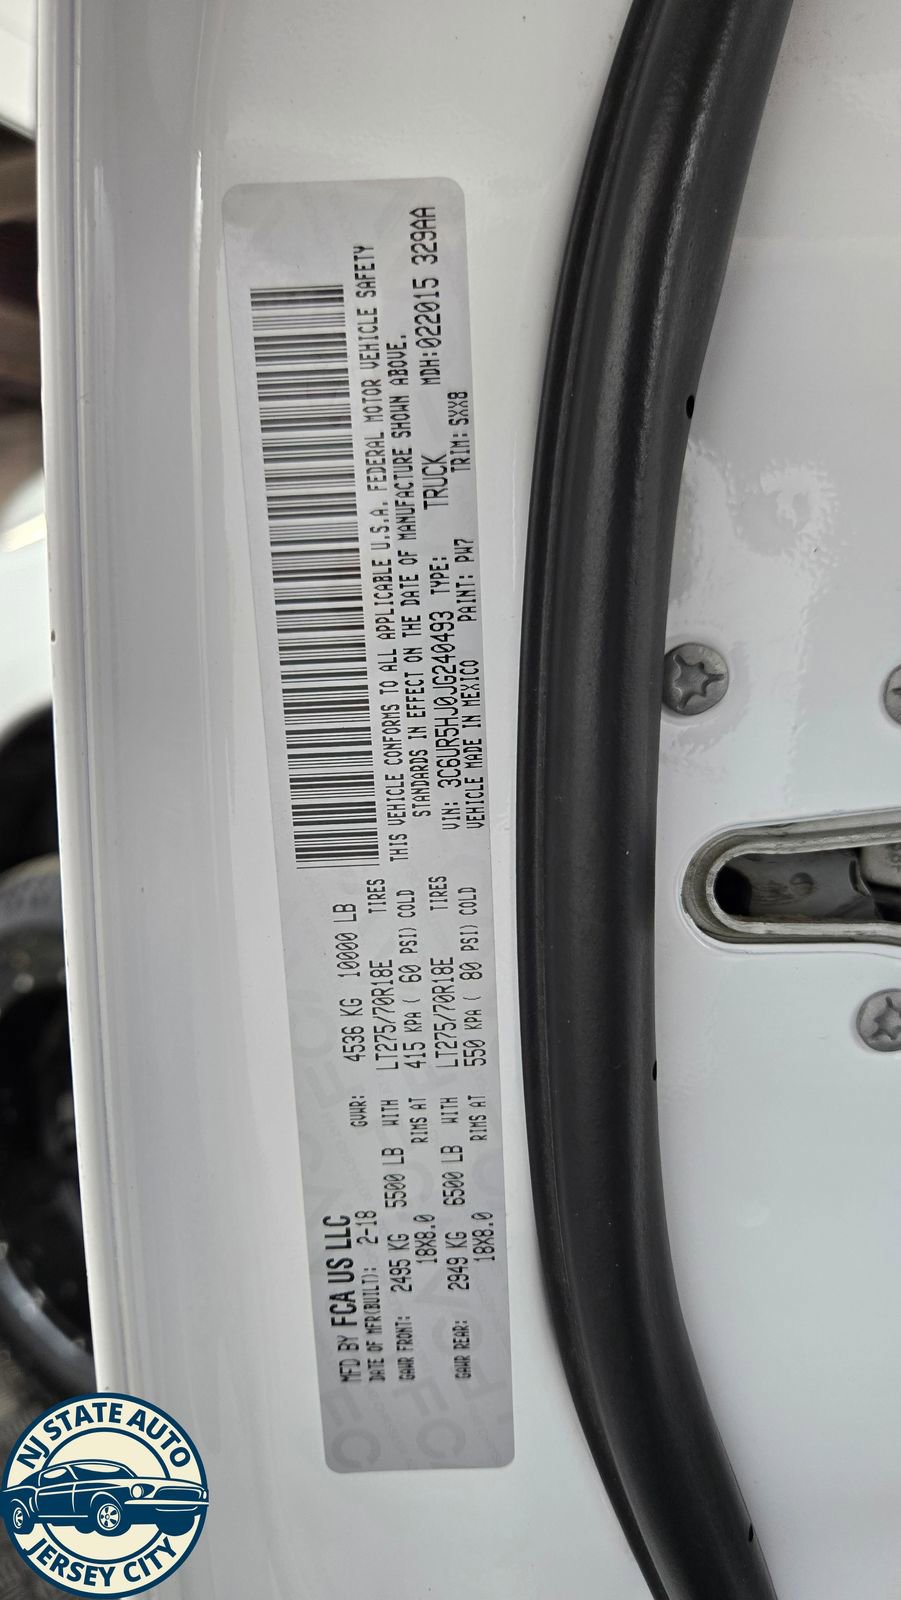 MFD BY FCA US LLC
DATE OF MFR(BUILT): 2-18 GVWR: 4536 KG 10000 LB
GAWR FRONT: 2495 KG 5500 LB WITH LT275/70R18E TIRES
18X8.0 RIMS AT 415 KPA ( 60 PSI) COLD
GAWR REAR: 2949 KG 6500 LB WITH LT275/70R18E TIRES
18X8.0 RIMS AT 550 KPA ( 80 PSI) COLD
THIS VEHICLE CONFORMS TO ALL APPLICABLE U.S.A. FEDERAL MOTOR VEHICLE SAFETY
STANDARDS IN EFFECT ON THE DATE OF MANUFACTURE SHOWN ABOVE.
VIN: 3C6UR5HJ0JG240493 TYPE: TRUCK MDH:022015 329AA
VEHICLE MADE IN MEXICO PAINT: PW7 TRIM: SXX8
NJ STATE AUTO
JERSEY CITY